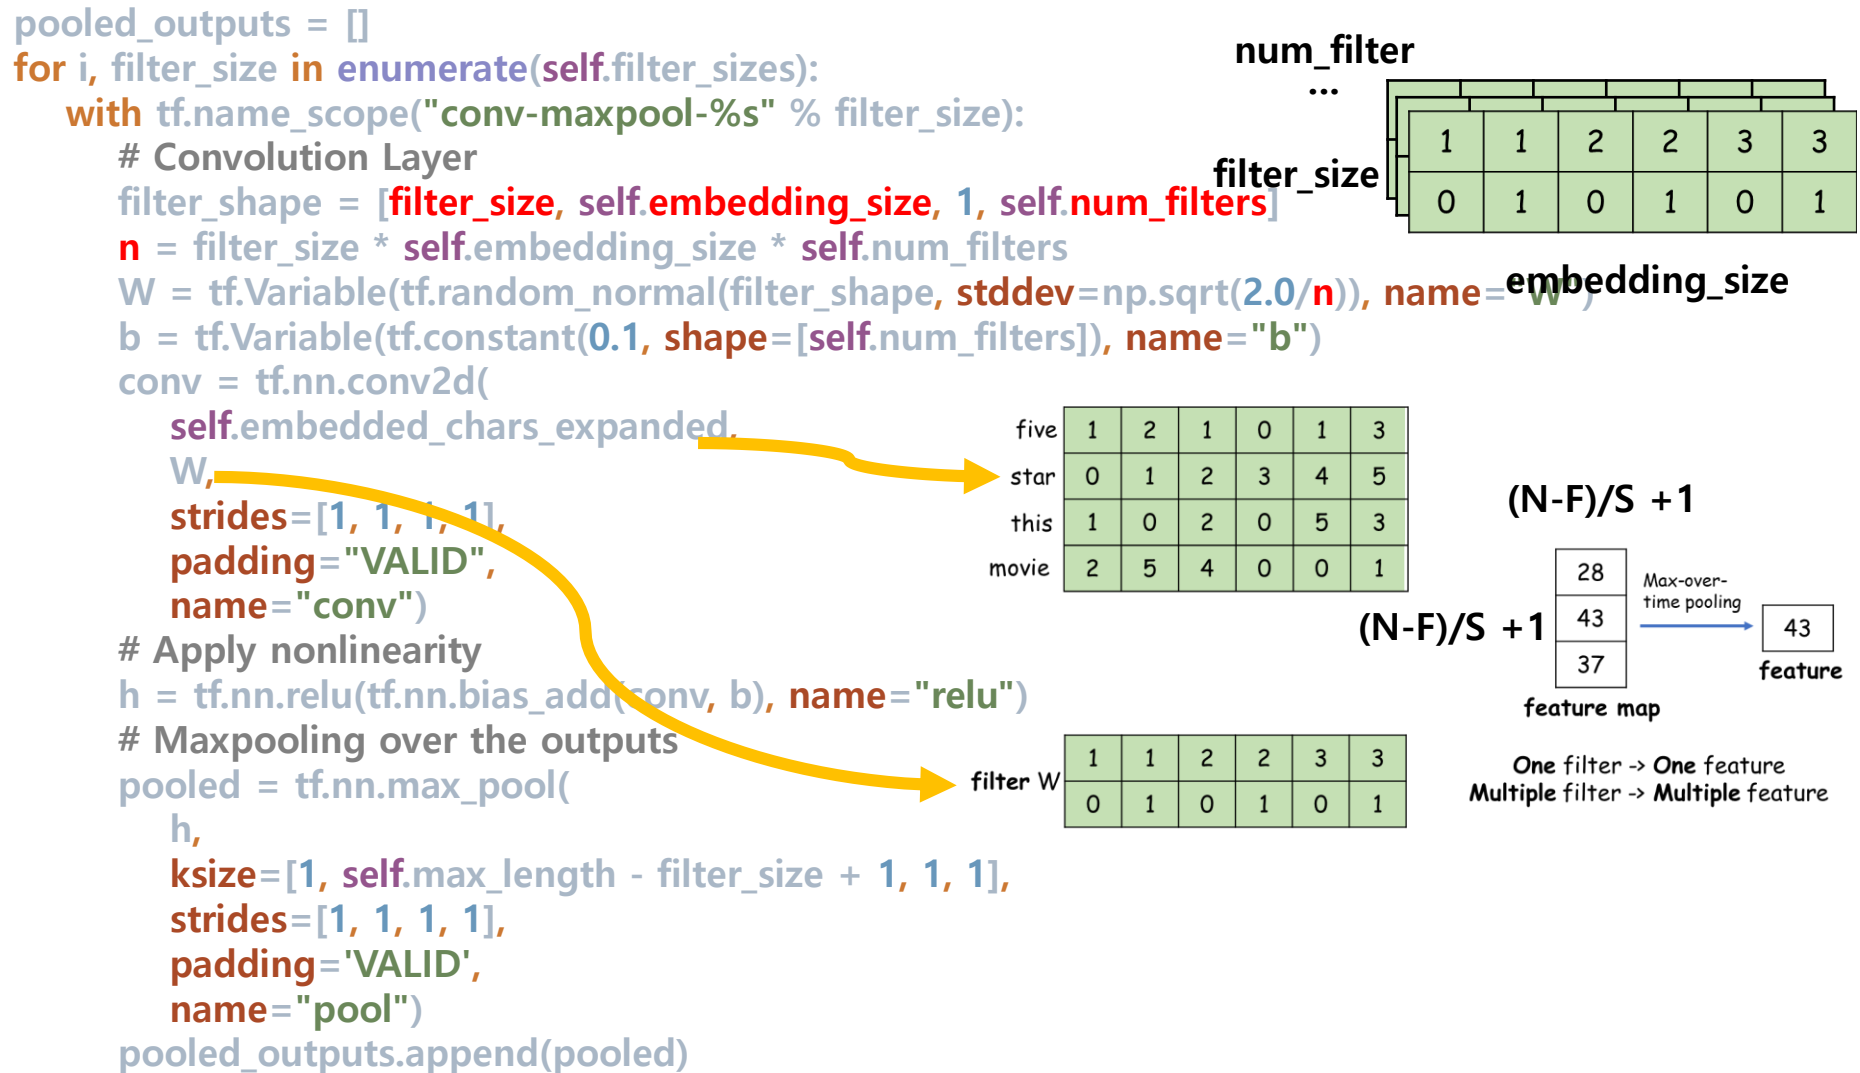 pooled_outputs = []
for i, filter_size in enumerate(self.filter_sizes):
with tf.name_scope("conv-maxpool-%s" % filter_size):
# Convolution Layer
filter_shape = [filter_size, self.embedding_size, 1, self.num_filters]
n = filter_size * self.embedding_size * self.num_filters
W = tf.Variable(tf.random_normal(filter_shape, stddev=np.sqrt(2.0/n)), name="W")
b = tf.Variable(tf.constant(0.1, shape=[self.num_filters]), name="b")
conv = tf.nn.conv2d(
self.embedded_chars_expanded,
W,
strides=[1, 1, 1, 1],
padding="VALID",
name="conv")
# Apply nonlinearity
h = tf.nn.relu(tf.nn.bias_add(conv, b), name="relu")
# Maxpooling over the outputs
pooled = tf.nn.max_pool(
h,
ksize=[1, self.max_length - filter_size + 1, 1, 1],
strides=[1, 1, 1, 1],
padding='VALID',
name="pool")
pooled_outputs.append(pooled)
num_filter
...
filter_size
1 1 2 2 3 3
0 1 0 1 0 1
embedding_size
five 1 2 1 0 1 3
star 0 1 2 3 4 5
this 1 0 2 0 5 3
movie 2 5 4 0 0 1
(N-F)/S +1
(N-F)/S +1
28
43
37
feature map
Max-over-
time pooling
43
feature
filter W
1 1 2 2 3 3
0 1 0 1 0 1
One filter -> One feature
Multiple filter -> Multiple feature